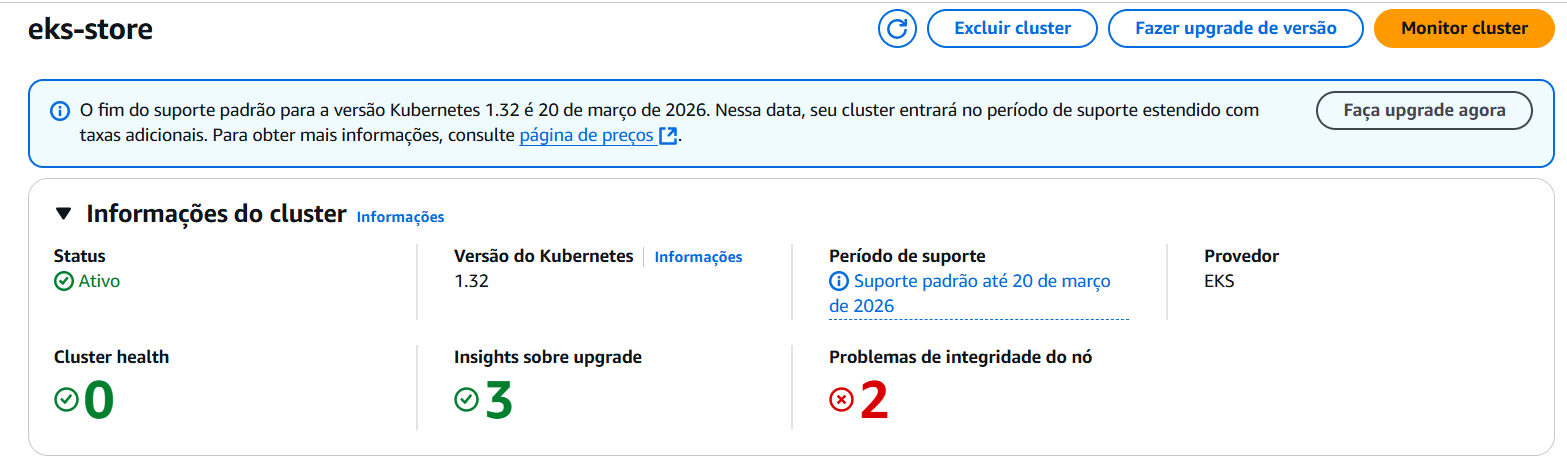 eks-store
Excluir cluster
Fazer upgrade de versão
Monitor cluster
O fim do suporte padrão para a versão Kubernetes 1.32 é 20 de março de 2026. Nessa data, seu cluster entrará no período de suporte estendido com
taxas adicionais. Para obter mais informações, consulte página de preços.
Faça upgrade agora
Informações do cluster Informações
Status
Ativo
Versão do Kubernetes Informações
1.32
Período de suporte
Suporte padrão até 20 de março
de 2026
Provedor
EKS
Cluster health
0
Insights sobre upgrade
3
Problemas de integridade do nó
2